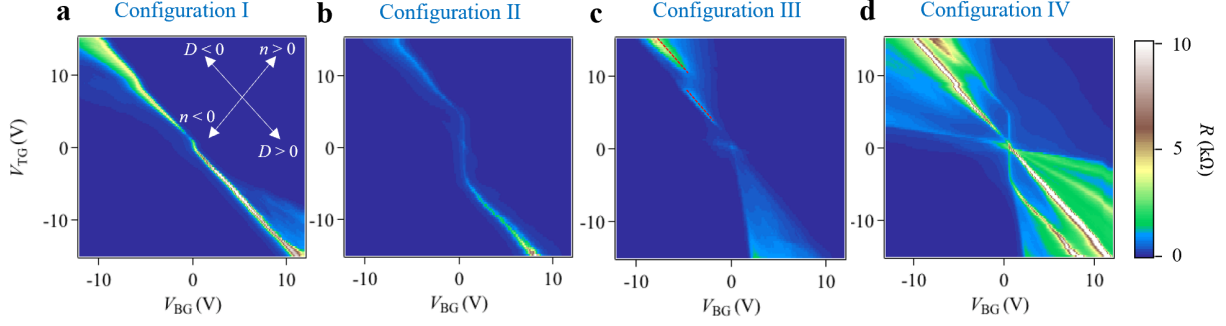 a Configuration I
b Configuration II
c Configuration III
d Configuration IV
D < 0
n > 0
n < 0
D > 0
10
0
-10
V_TG (V)
-10
0
10
V_BG (V)
10
0
-10
-10
0
10
V_BG (V)
10
0
-10
-10
0
10
V_BG (V)
10
0
-10
-10
0
10
V_BG (V)
10
5
0
R (kΩ)